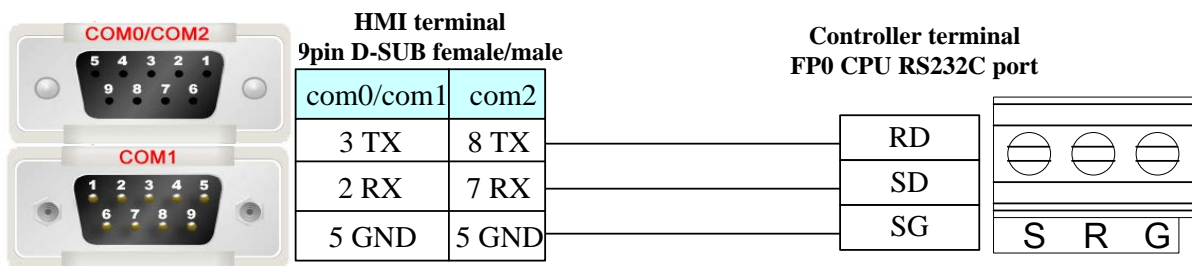 COM0/COM2
5 4 3 2 1
9 8 7 6
COM1
1 2 3 4 5
6 7 8 9
HMI terminal
9pin D-SUB female/male
com0/com1 com2
3 TX 8 TX
2 RX 7 RX
5 GND 5 GND
Controller terminal
FP0 CPU RS232C port
RD
SD
SG
S R G